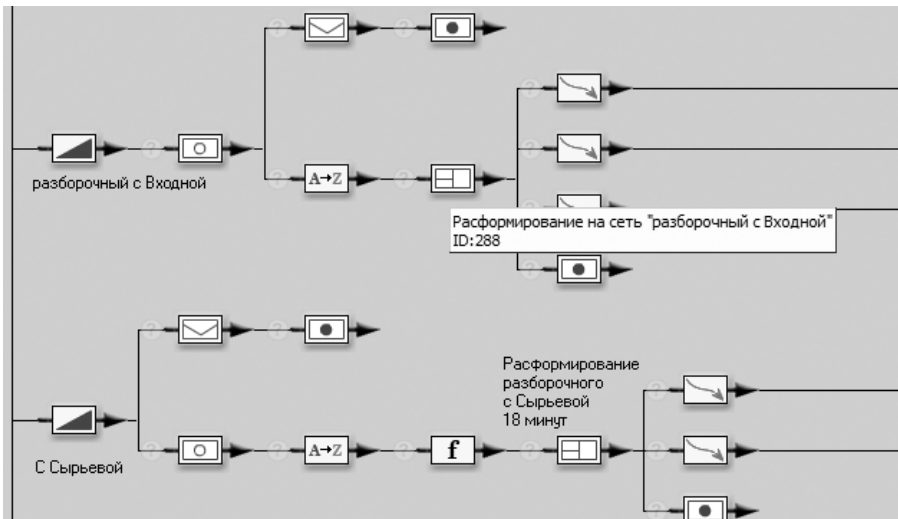 разборочный с Входной
A→Z
Расформирование на сеть "разборочный с Входной"
ID:288
Расформирование
разборочного
с Сырьевой
18 минут
A→Z
f
С Сырьевой